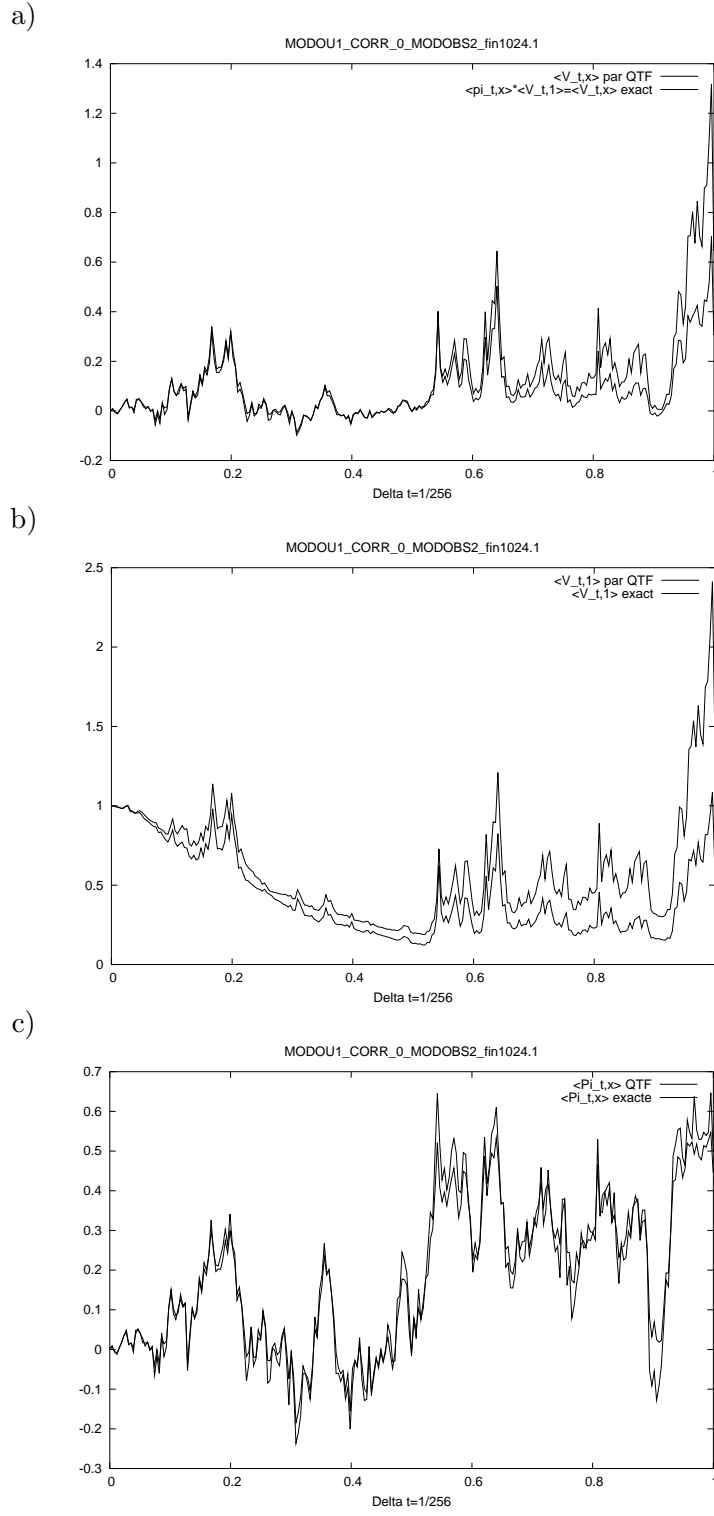 a)
MODOU1_CORR_0_MODOBS2_fin1024.1
<V_t,x> par QTF
<pi_t,x>*<V_t,1>=<V_t,x> exact
1.4
1.2
1
0.8
0.6
0.4
0.2
0
-0.2
0 0.2 0.4 0.6 0.8 1
Delta t=1/256
b)
MODOU1_CORR_0_MODOBS2_fin1024.1
<V_t,1> par QTF
<V_t,1> exact
2.5
2
1.5
1
0.5
0
0 0.2 0.4 0.6 0.8 1
Delta t=1/256
c)
MODOU1_CORR_0_MODOBS2_fin1024.1
<Pi_t,x> QTF
<Pi_t,x> exacte
0.7
0.6
0.5
0.4
0.3
0.2
0.1
0
-0.1
-0.2
-0.3
0 0.2 0.4 0.6 0.8 1
Delta t=1/256